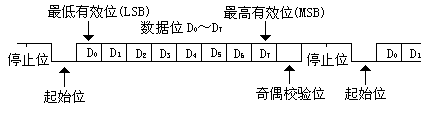 最低有效位(LSB)
最高有效位(MSB)
数据位 D₀～D₇
停止位 D₀ D₁ D₂ D₃ D₄ D₅ D₆ D₇ 停止位 D₀ D₁
起始位
奇偶校验位
起始位